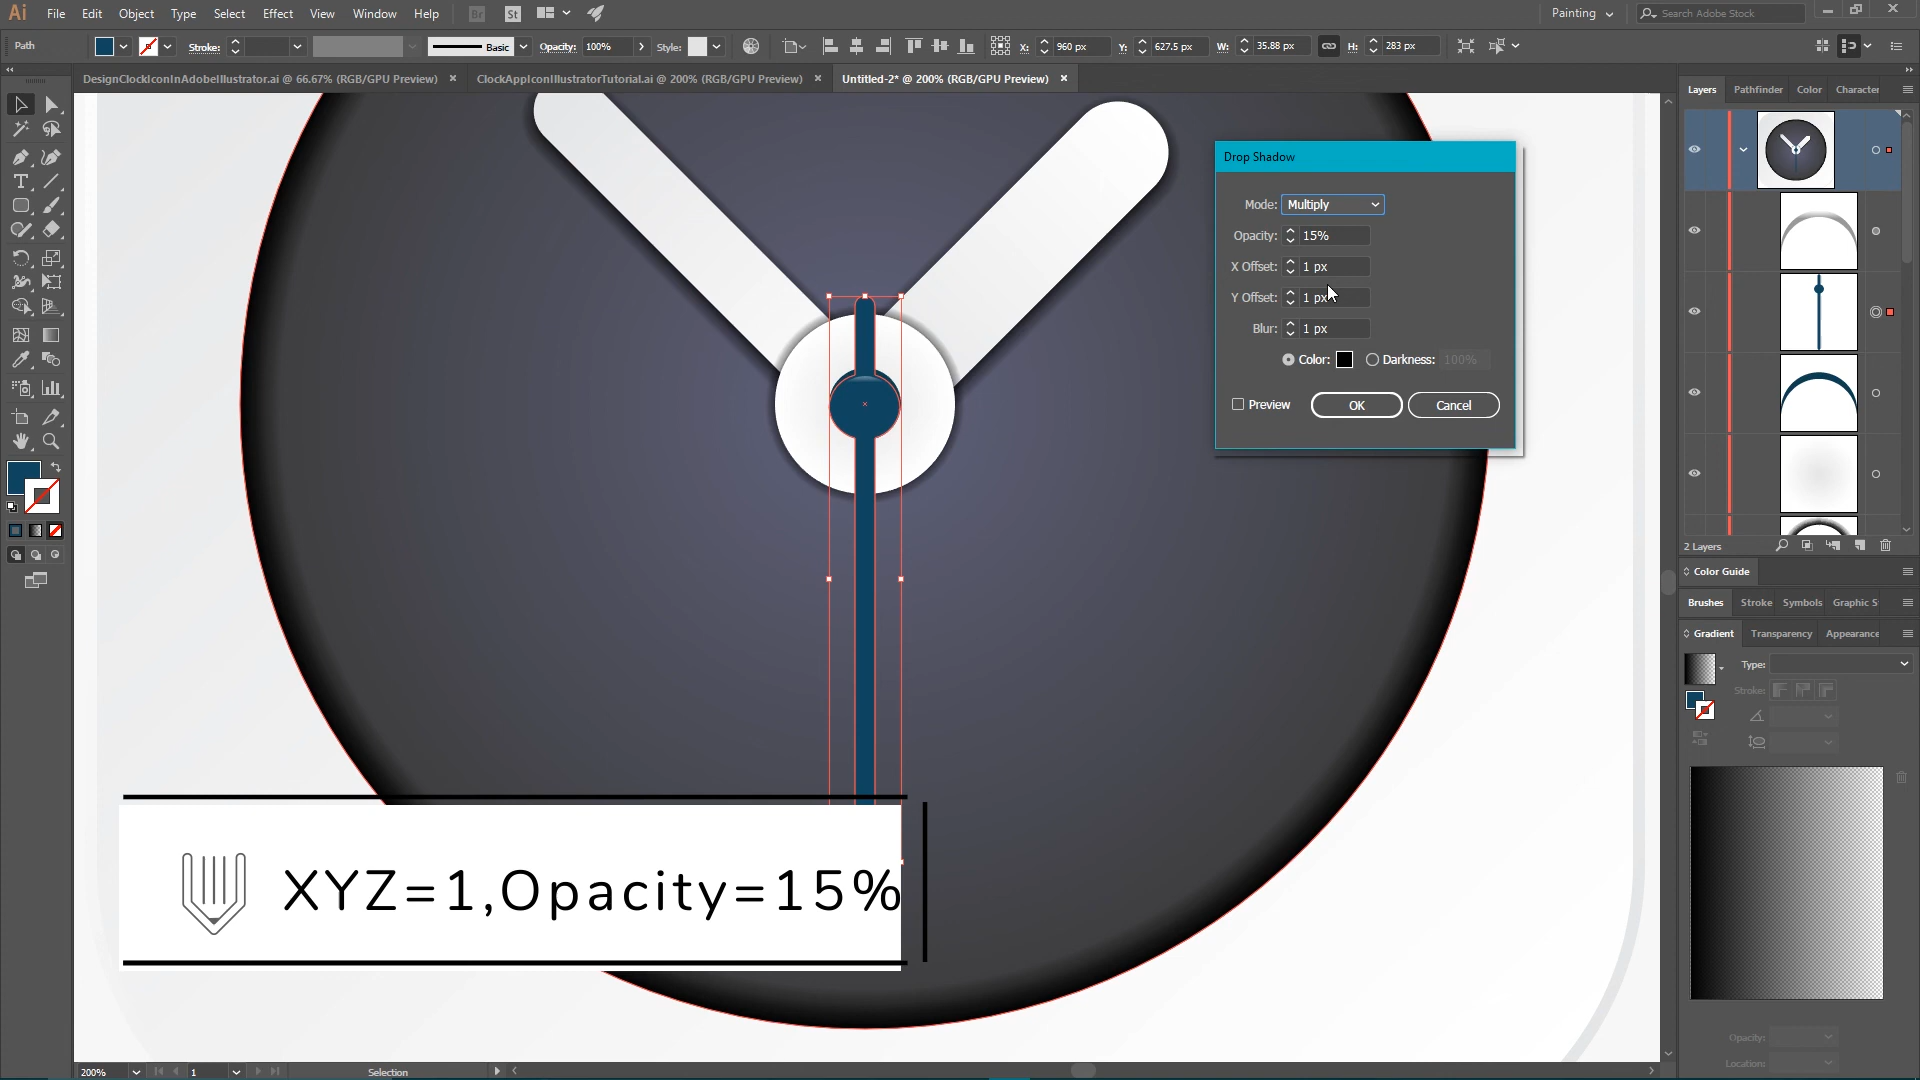 Ai File Edit Object Type Select Effect View Window Help Br St Painting Search Adobe Stock
Path Stroke: Basic Opacity: 100% Style: X: 960 px Y: 627.5 px W: 35.88 px H: 283 px
DesignClockIconInAdobeIllustrator.ai @ 66.67% (RGB/GPU Preview) × ClockAppIconIllustratorTutorial.ai @ 200% (RGB/GPU Preview) × Untitled-2* @ 200% (RGB/GPU Preview) ×
Layers Pathfinder Color Character
Drop Shadow
Mode: Multiply
Opacity: 15%
X Offset: 1 px
Y Offset: 1 px
Blur: 1 px
Color: Darkness: 100%
Preview OK Cancel
2 Layers
Color Guide
Brushes Stroke Symbols Graphic S
Gradient Transparency Appearance
Type:
Stroke:
XYZ=1,Opacity=15%
Opacity:
Location:
200% 1 Selection